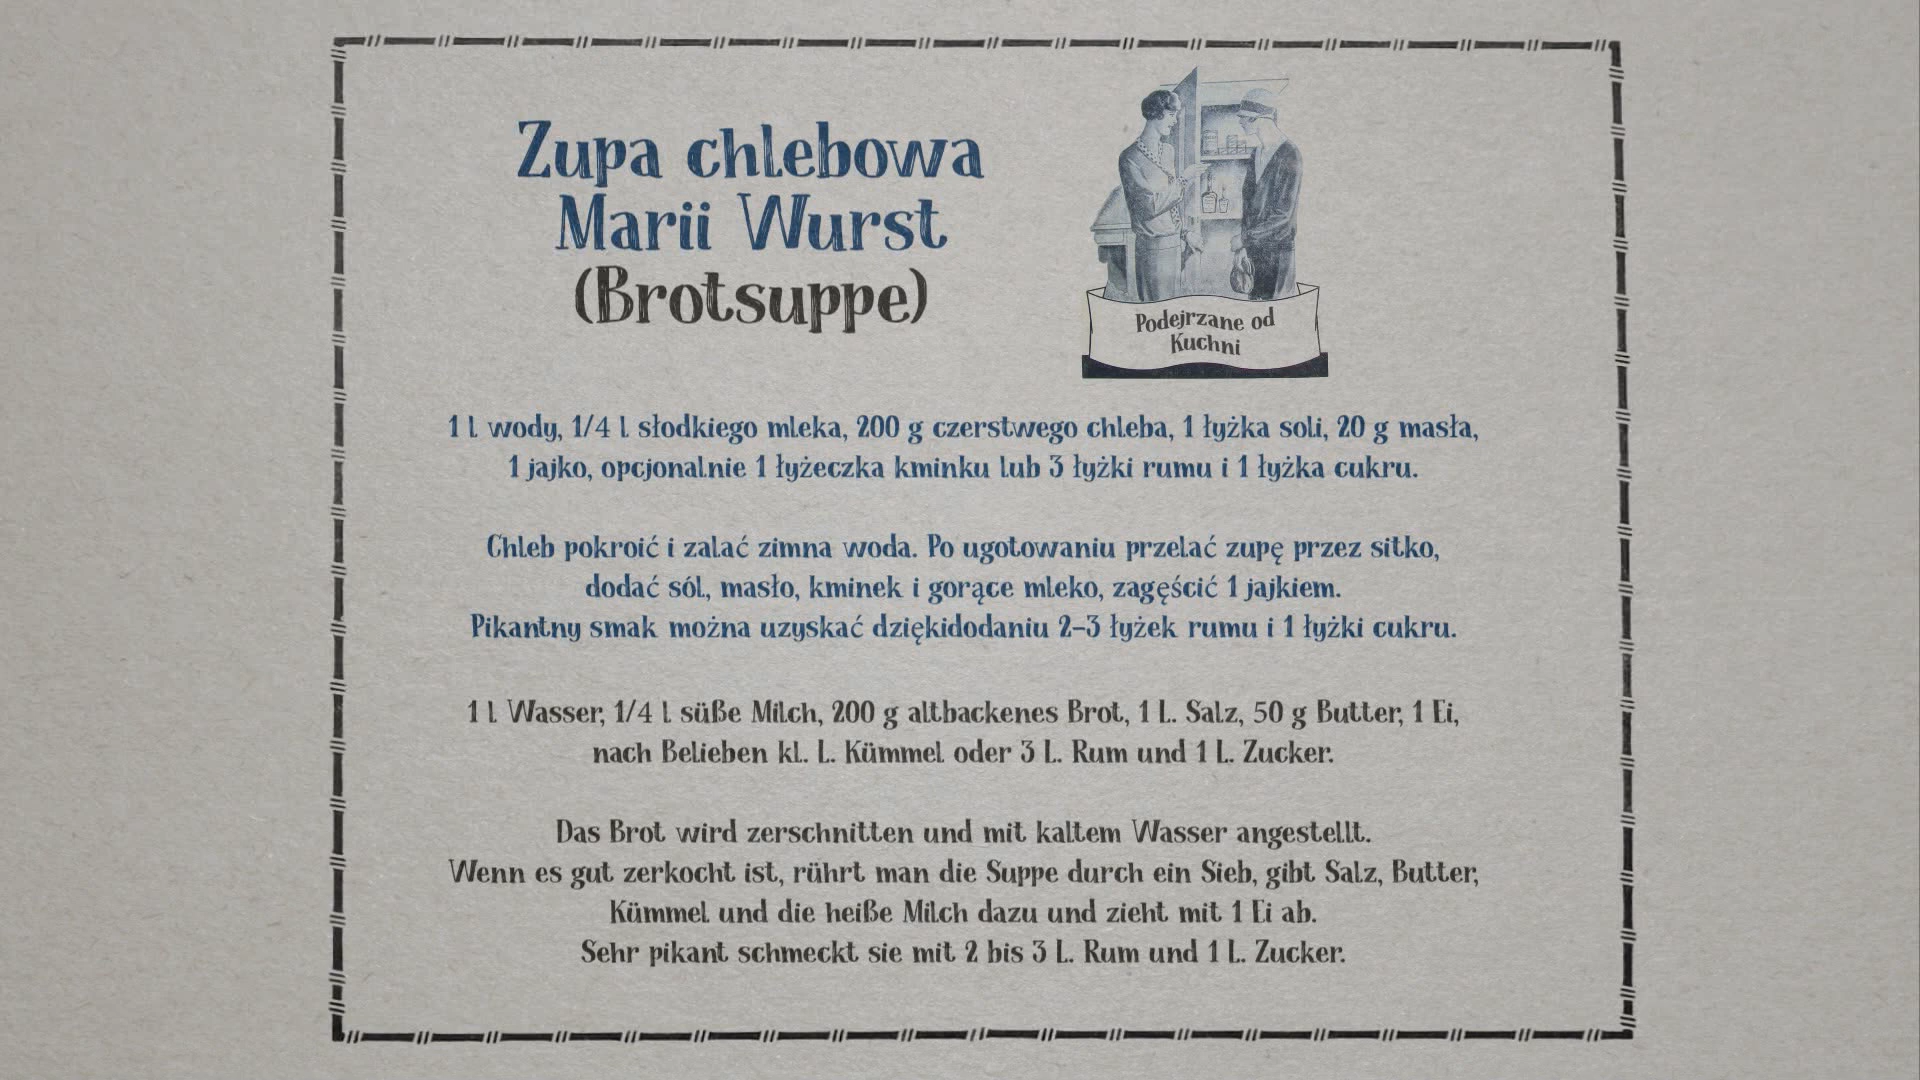 Zupa chlebowa
Marii Wurst
(Brotsuppe)
Podejrzane od
Kuchni
1 l wody, 1/4 l słodkiego mleka, 200 g czerstwego chleba, 1 łyżka soli, 20 g masła,
1 jajko, opcjonalnie 1 łyżeczka kminku lub 3 łyżki rumu i 1 łyżka cukru.
Chleb pokroić i zalać zimna woda. Po ugotowaniu przelać zupę przez sitko,
dodać sól, masło, kminek i gorące mleko, zagęścić 1 jajkiem.
Pikantny smak można uzyskać dziękidodaniu 2-3 łyżek rumu i 1 łyżki cukru.
1 l Wasser, 1/4 l süße Milch, 200 g altbackenes Brot, 1 L. Salz, 50 g Butter, 1 Ei,
nach Belieben kl. L. Kümmel oder 3 L. Rum und 1 L. Zucker.
Das Brot wird zerschnitten und mit kaltem Wasser angestellt.
Wenn es gut zerkocht ist, rührt man die Suppe durch ein Sieb, gibt Salz, Butter,
Kümmel und die heiße Milch dazu und zieht mit 1 Ei ab.
Sehr pikant schmeckt sie mit 2 bis 3 L. Rum und 1 L. Zucker.